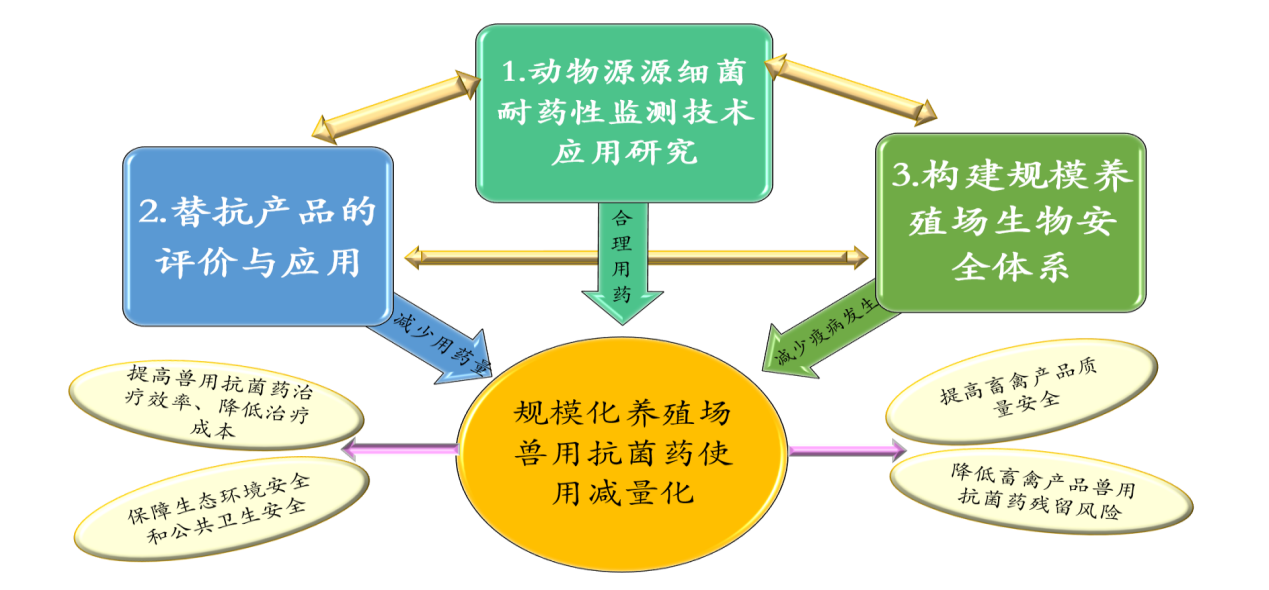 1.动物源源细菌
耐药性监测技术
应用研究
2.替抗产品的
评价与应用
3.构建规模养
殖场生物安
全体系
合理用药
减少用药量
减少疫病发生
规模化养殖场
兽用抗菌药使
用减量化
提高兽用抗菌药治
疗效率、降低治疗
成本
保障生态环境安全
和公共卫生安全
提高畜禽产品质
量安全
降低畜禽产品兽用
抗菌药残留风险